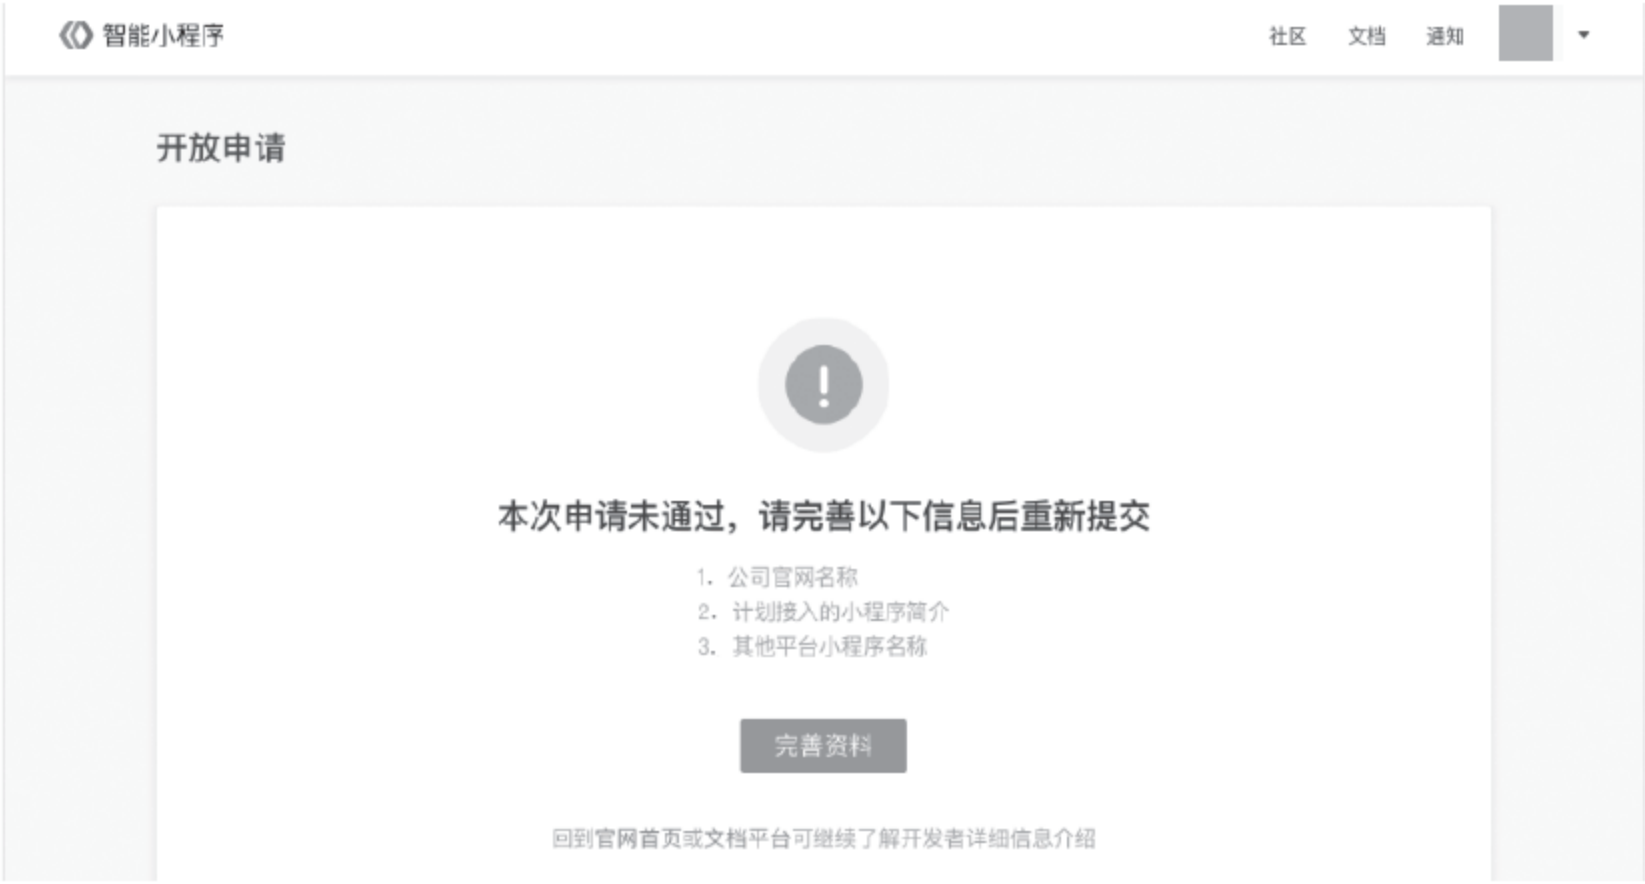 智能小程序
社区 文档 通知
开放申请
!
本次申请未通过，请完善以下信息后重新提交
1. 公司官网名称
2. 计划接入的小程序简介
3. 其他平台小程序名称
完善资料
回到官网首页或文档平台可继续了解开发者详细信息介绍